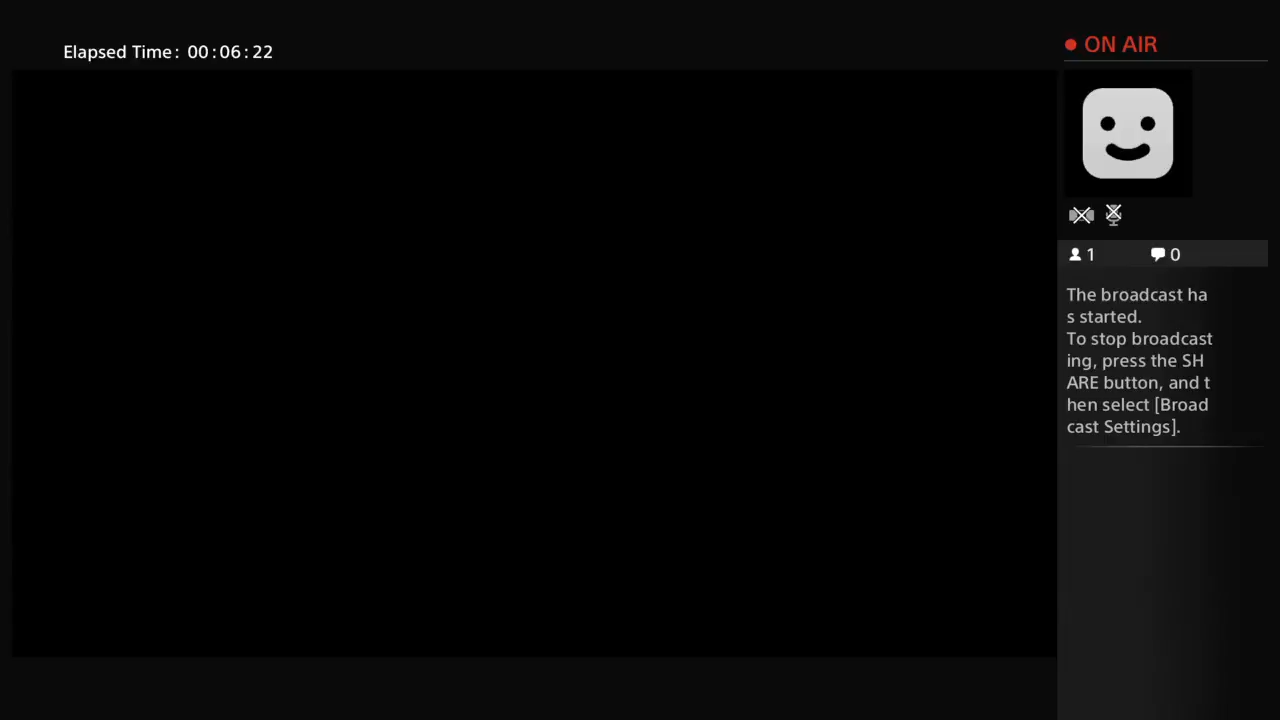 Elapsed Time: 00:06:22
ON AIR
1 0
The broadcast ha
s started.
To stop broadcast
ing, press the SH
ARE button, and t
hen select [Broad
cast Settings].